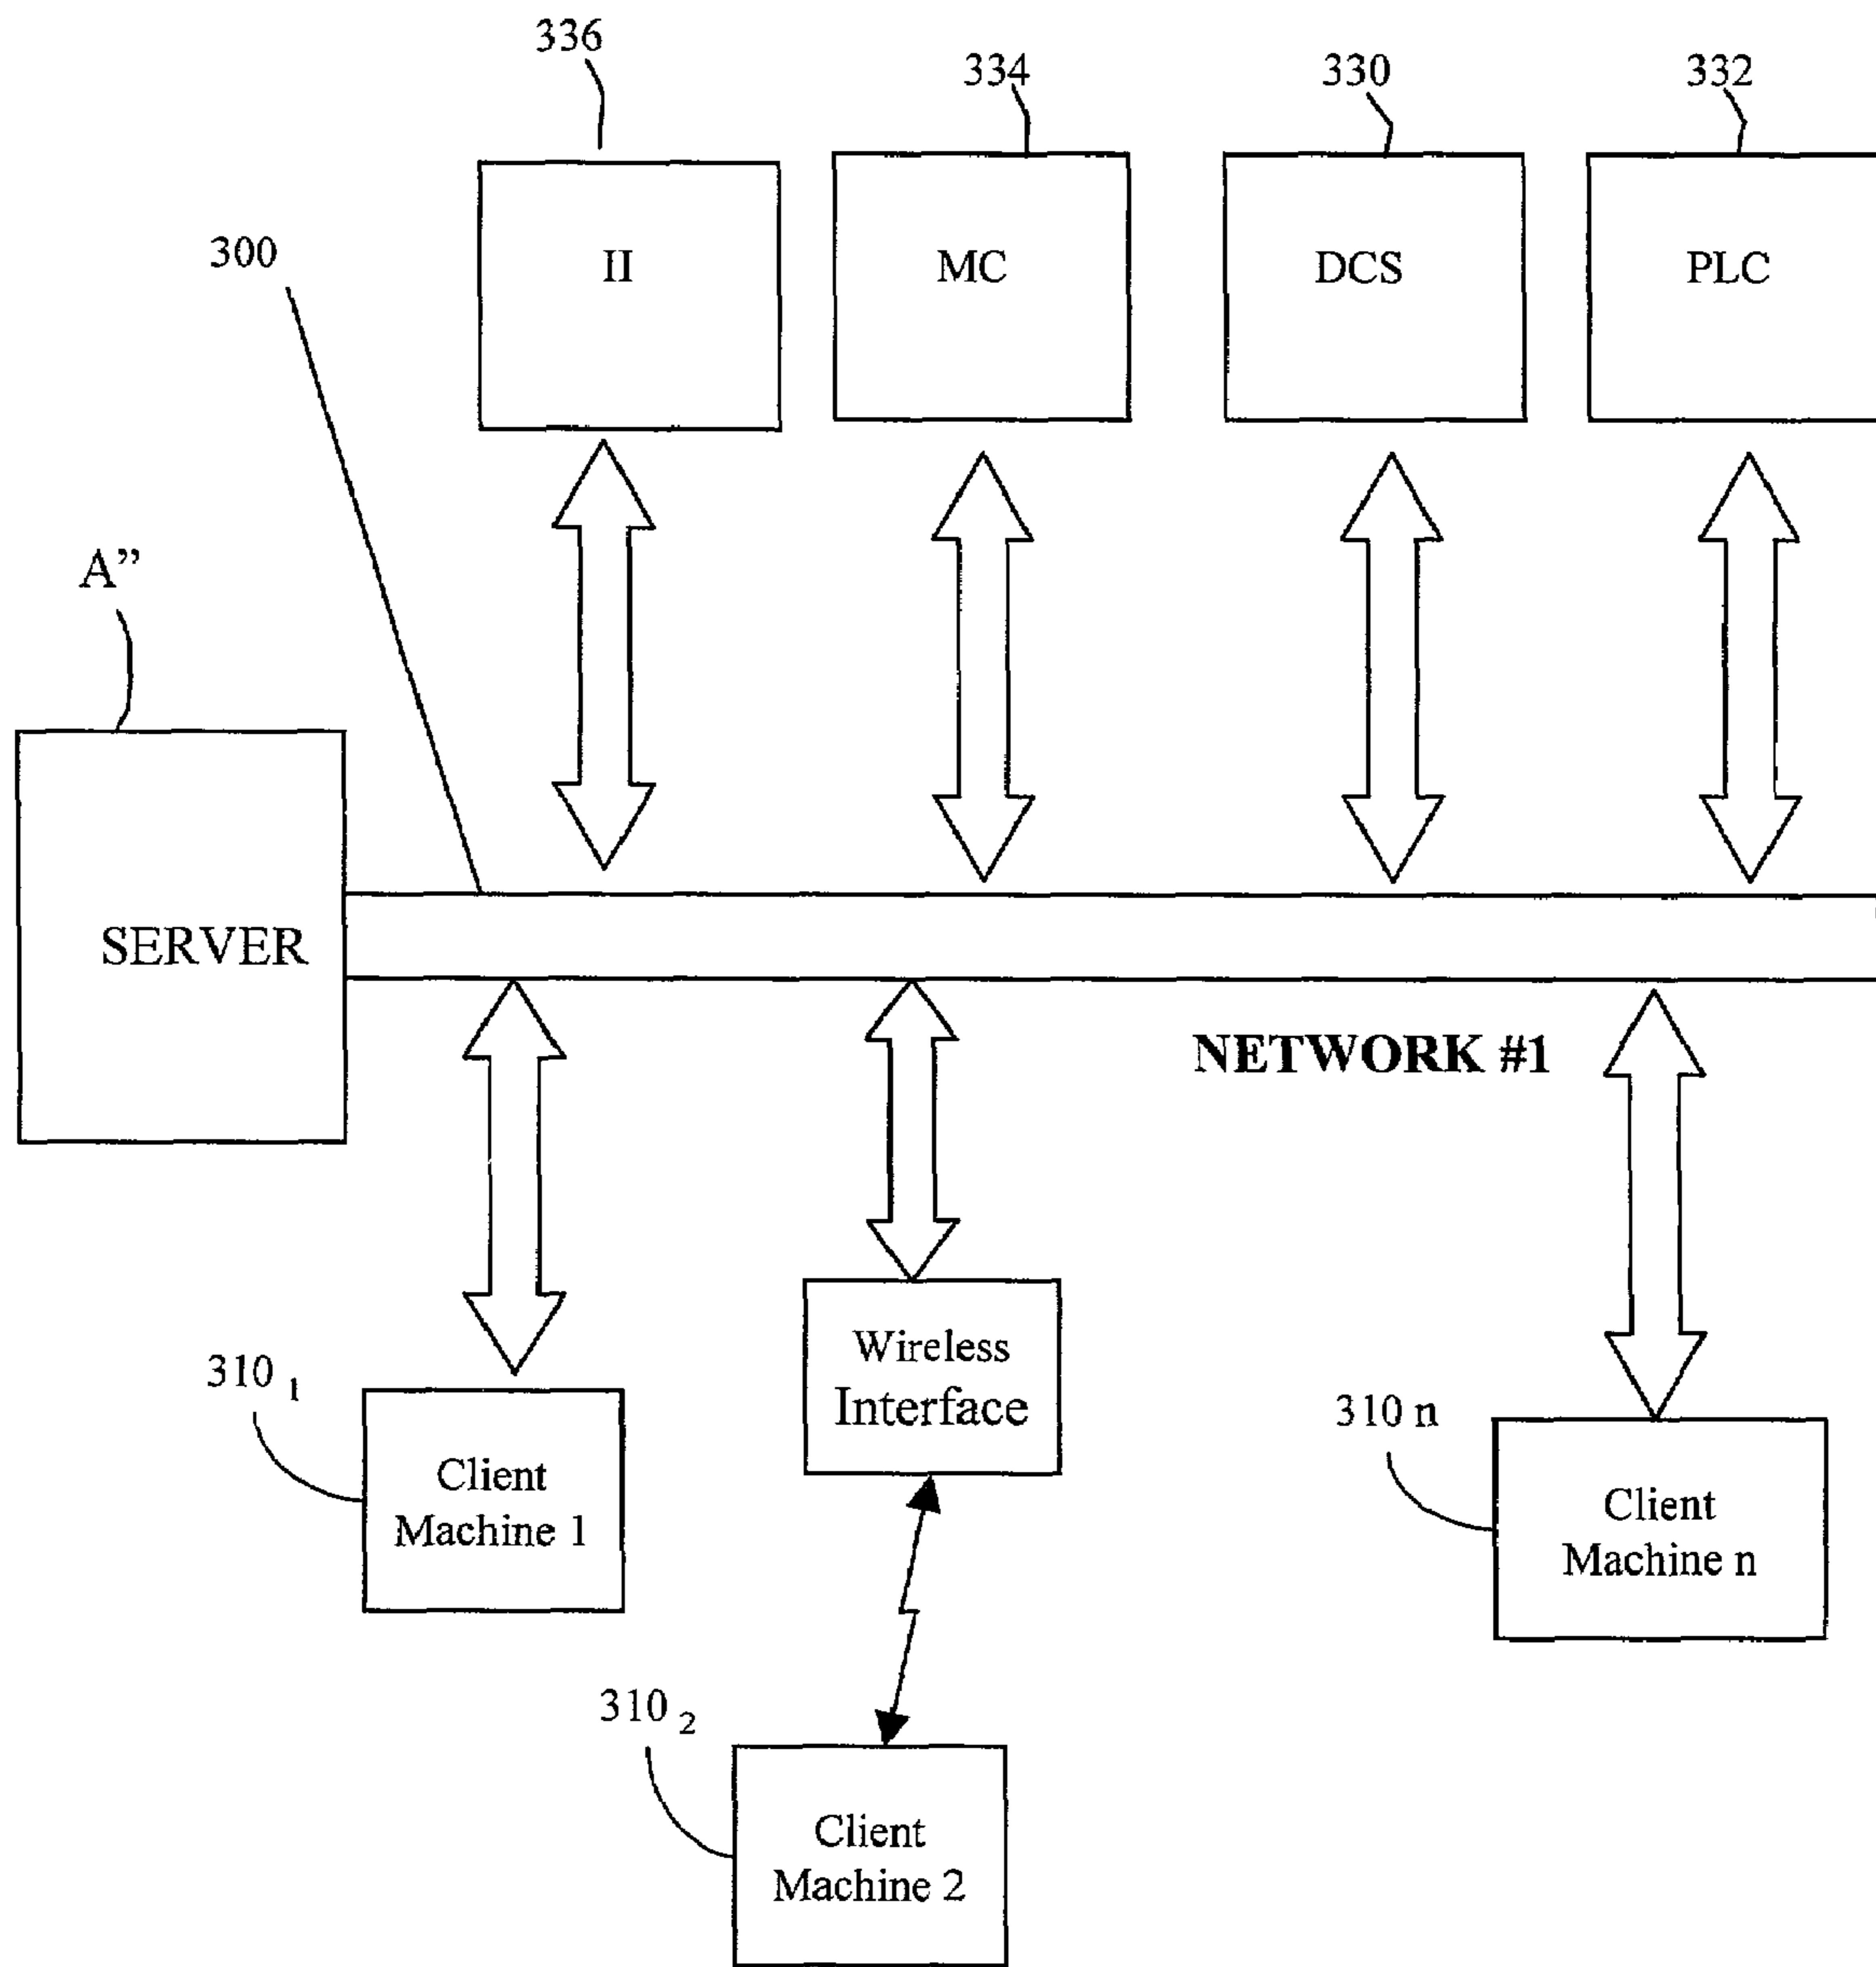 336
334
330
332
300
II
MC
DCS
PLC
A”
SERVER
NETWORK #1
310 1
Wireless
Interface
310 n
Client
Machine 1
Client
Machine n
310 2
Client
Machine 2